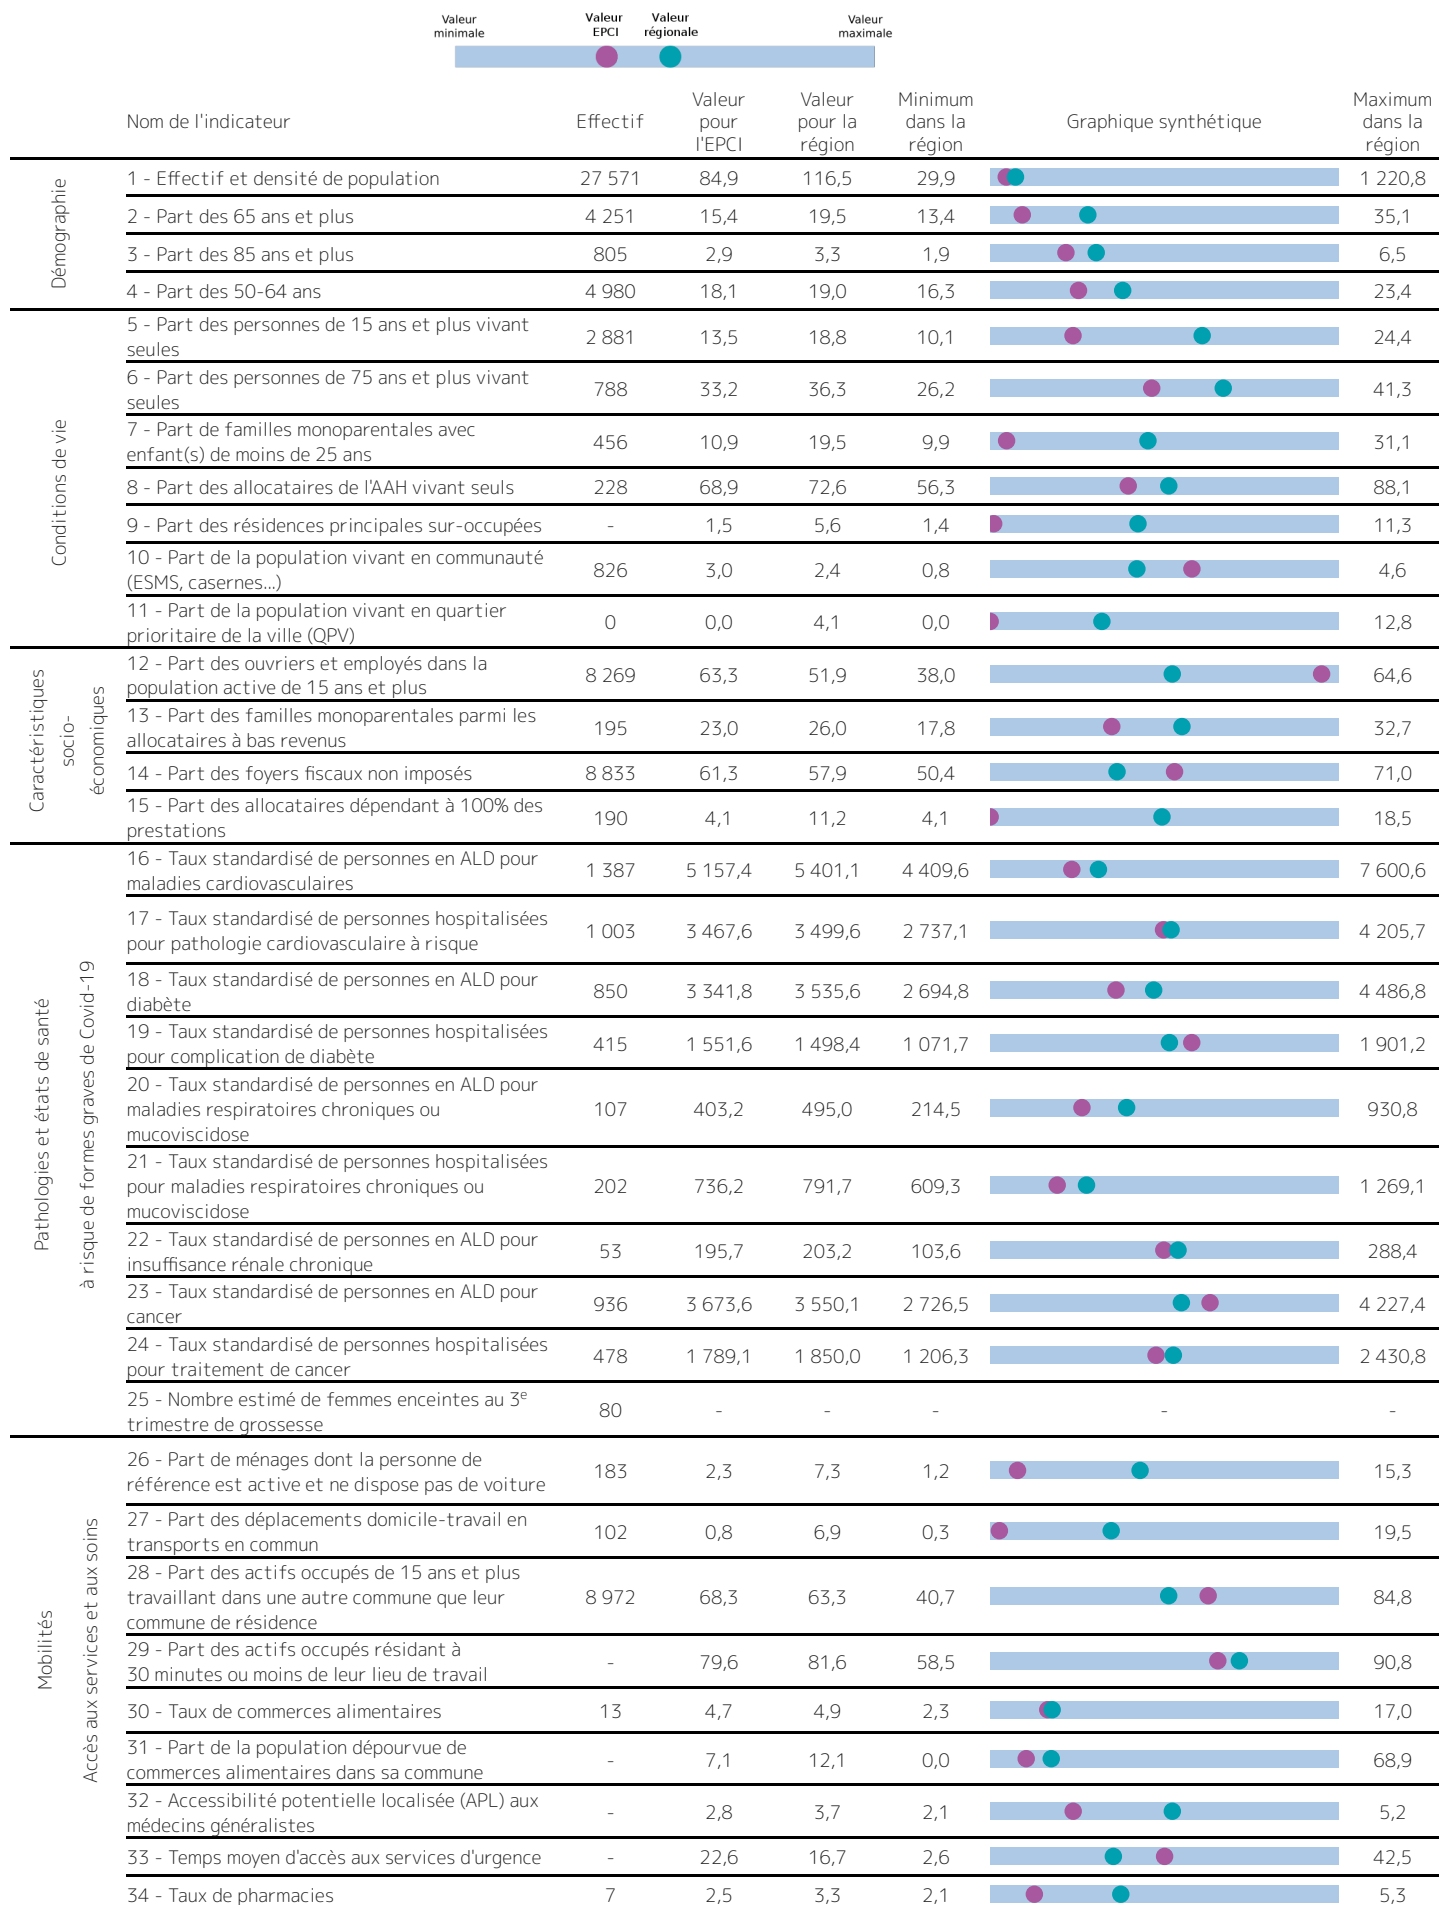 Valeur minimale
Valeur EPCI
Valeur régionale
Valeur maximale
Nom de l'indicateur
Effectif
Valeur pour l'EPCI
Valeur pour la région
Minimum dans la région
Graphique synthétique
Maximum dans la région
Démographie
1 - Effectif et densité de population 27 571 84,9 116,5 29,9 1 220,8
2 - Part des 65 ans et plus 4 251 15,4 19,5 13,4 35,1
3 - Part des 85 ans et plus 805 2,9 3,3 1,9 6,5
4 - Part des 50-64 ans 4 980 18,1 19,0 16,3 23,4
Conditions de vie
5 - Part des personnes de 15 ans et plus vivant
seules 2 881 13,5 18,8 10,1 24,4
6 - Part des personnes de 75 ans et plus vivant
seules 788 33,2 36,3 26,2 41,3
7 - Part de familles monoparentales avec
enfant(s) de moins de 25 ans 456 10,9 19,5 9,9 31,1
8 - Part des allocataires de l'AAH vivant seuls 228 68,9 72,6 56,3 88,1
9 - Part des résidences principales sur-occupées - 1,5 5,6 1,4 11,3
10 - Part de la population vivant en communauté
(ESMS, casernes...) 826 3,0 2,4 0,8 4,6
11 - Part de la population vivant en quartier
prioritaire de la ville (QPV) 0 0,0 4,1 0,0 12,8
Caractéristiques
socio-
économiques
12 - Part des ouvriers et employés dans la
population active de 15 ans et plus 8 269 63,3 51,9 38,0 64,6
13 - Part des familles monoparentales parmi les
allocataires à bas revenus 195 23,0 26,0 17,8 32,7
14 - Part des foyers fiscaux non imposés 8 833 61,3 57,9 50,4 71,0
15 - Part des allocataires dépendant à 100% des
prestations 190 4,1 11,2 4,1 18,5
Pathologies et états de santé
à risque de formes graves de Covid-19
16 - Taux standardisé de personnes en ALD pour
maladies cardiovasculaires 1 387 5 157,4 5 401,1 4 409,6 7 600,6
17 - Taux standardisé de personnes hospitalisées
pour pathologie cardiovasculaire à risque 1 003 3 467,6 3 499,6 2 737,1 4 205,7
18 - Taux standardisé de personnes en ALD pour
diabète 850 3 341,8 3 535,6 2 694,8 4 486,8
19 - Taux standardisé de personnes hospitalisées
pour complication de diabète 415 1 551,6 1 498,4 1 071,7 1 901,2
20 - Taux standardisé de personnes en ALD pour
maladies respiratoires chroniques ou
mucoviscidose 107 403,2 495,0 214,5 930,8
21 - Taux standardisé de personnes hospitalisées
pour maladies respiratoires chroniques ou
mucoviscidose 202 736,2 791,7 609,3 1 269,1
22 - Taux standardisé de personnes en ALD pour
insuffisance rénale chronique 53 195,7 203,2 103,6 288,4
23 - Taux standardisé de personnes en ALD pour
cancer 936 3 673,6 3 550,1 2 726,5 4 227,4
24 - Taux standardisé de personnes hospitalisées
pour traitement de cancer 478 1 789,1 1 850,0 1 206,3 2 430,8
25 - Nombre estimé de femmes enceintes au 3e
trimestre de grossesse 80 - - - - -
Mobilités
Accès aux services et aux soins
26 - Part de ménages dont la personne de
référence est active et ne dispose pas de voiture 183 2,3 7,3 1,2 15,3
27 - Part des déplacements domicile-travail en
transports en commun 102 0,8 6,9 0,3 19,5
28 - Part des actifs occupés de 15 ans et plus
travaillant dans une autre commune que leur
commune de résidence 8 972 68,3 63,3 40,7 84,8
29 - Part des actifs occupés résidant à
30 minutes ou moins de leur lieu de travail - 79,6 81,6 58,5 90,8
30 - Taux de commerces alimentaires 13 4,7 4,9 2,3 17,0
31 - Part de la population dépourvue de
commerces alimentaires dans sa commune - 7,1 12,1 0,0 68,9
32 - Accessibilité potentielle localisée (APL) aux
médecins généralistes - 2,8 3,7 2,1 5,2
33 - Temps moyen d'accès aux services d'urgence - 22,6 16,7 2,6 42,5
34 - Taux de pharmacies 7 2,5 3,3 2,1 5,3